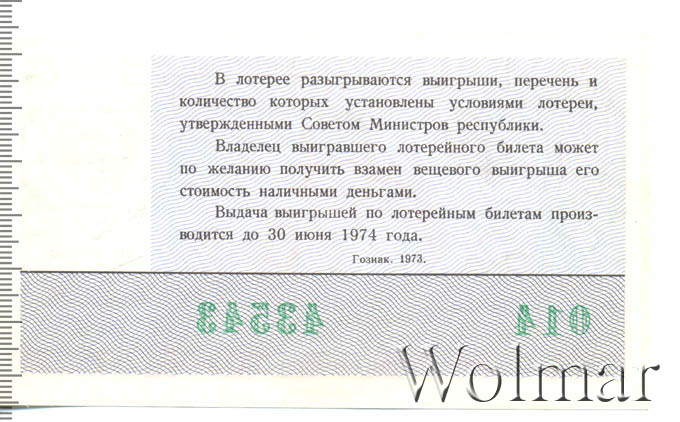 В лотерее разыгрываются выигрыши, перечень и
количество которых установлены условиями лотереи,
утвержденными Советом Министров республики.
Владелец выигравшего лотерейного билета может
по желанию получить взамен вещевого выигрыша его
стоимость наличными деньгами.
Выдача выигрышей по лотерейным билетам произ-
водится до 30 июня 1974 года.
Гознак. 1973.
014 43543
Wolmar